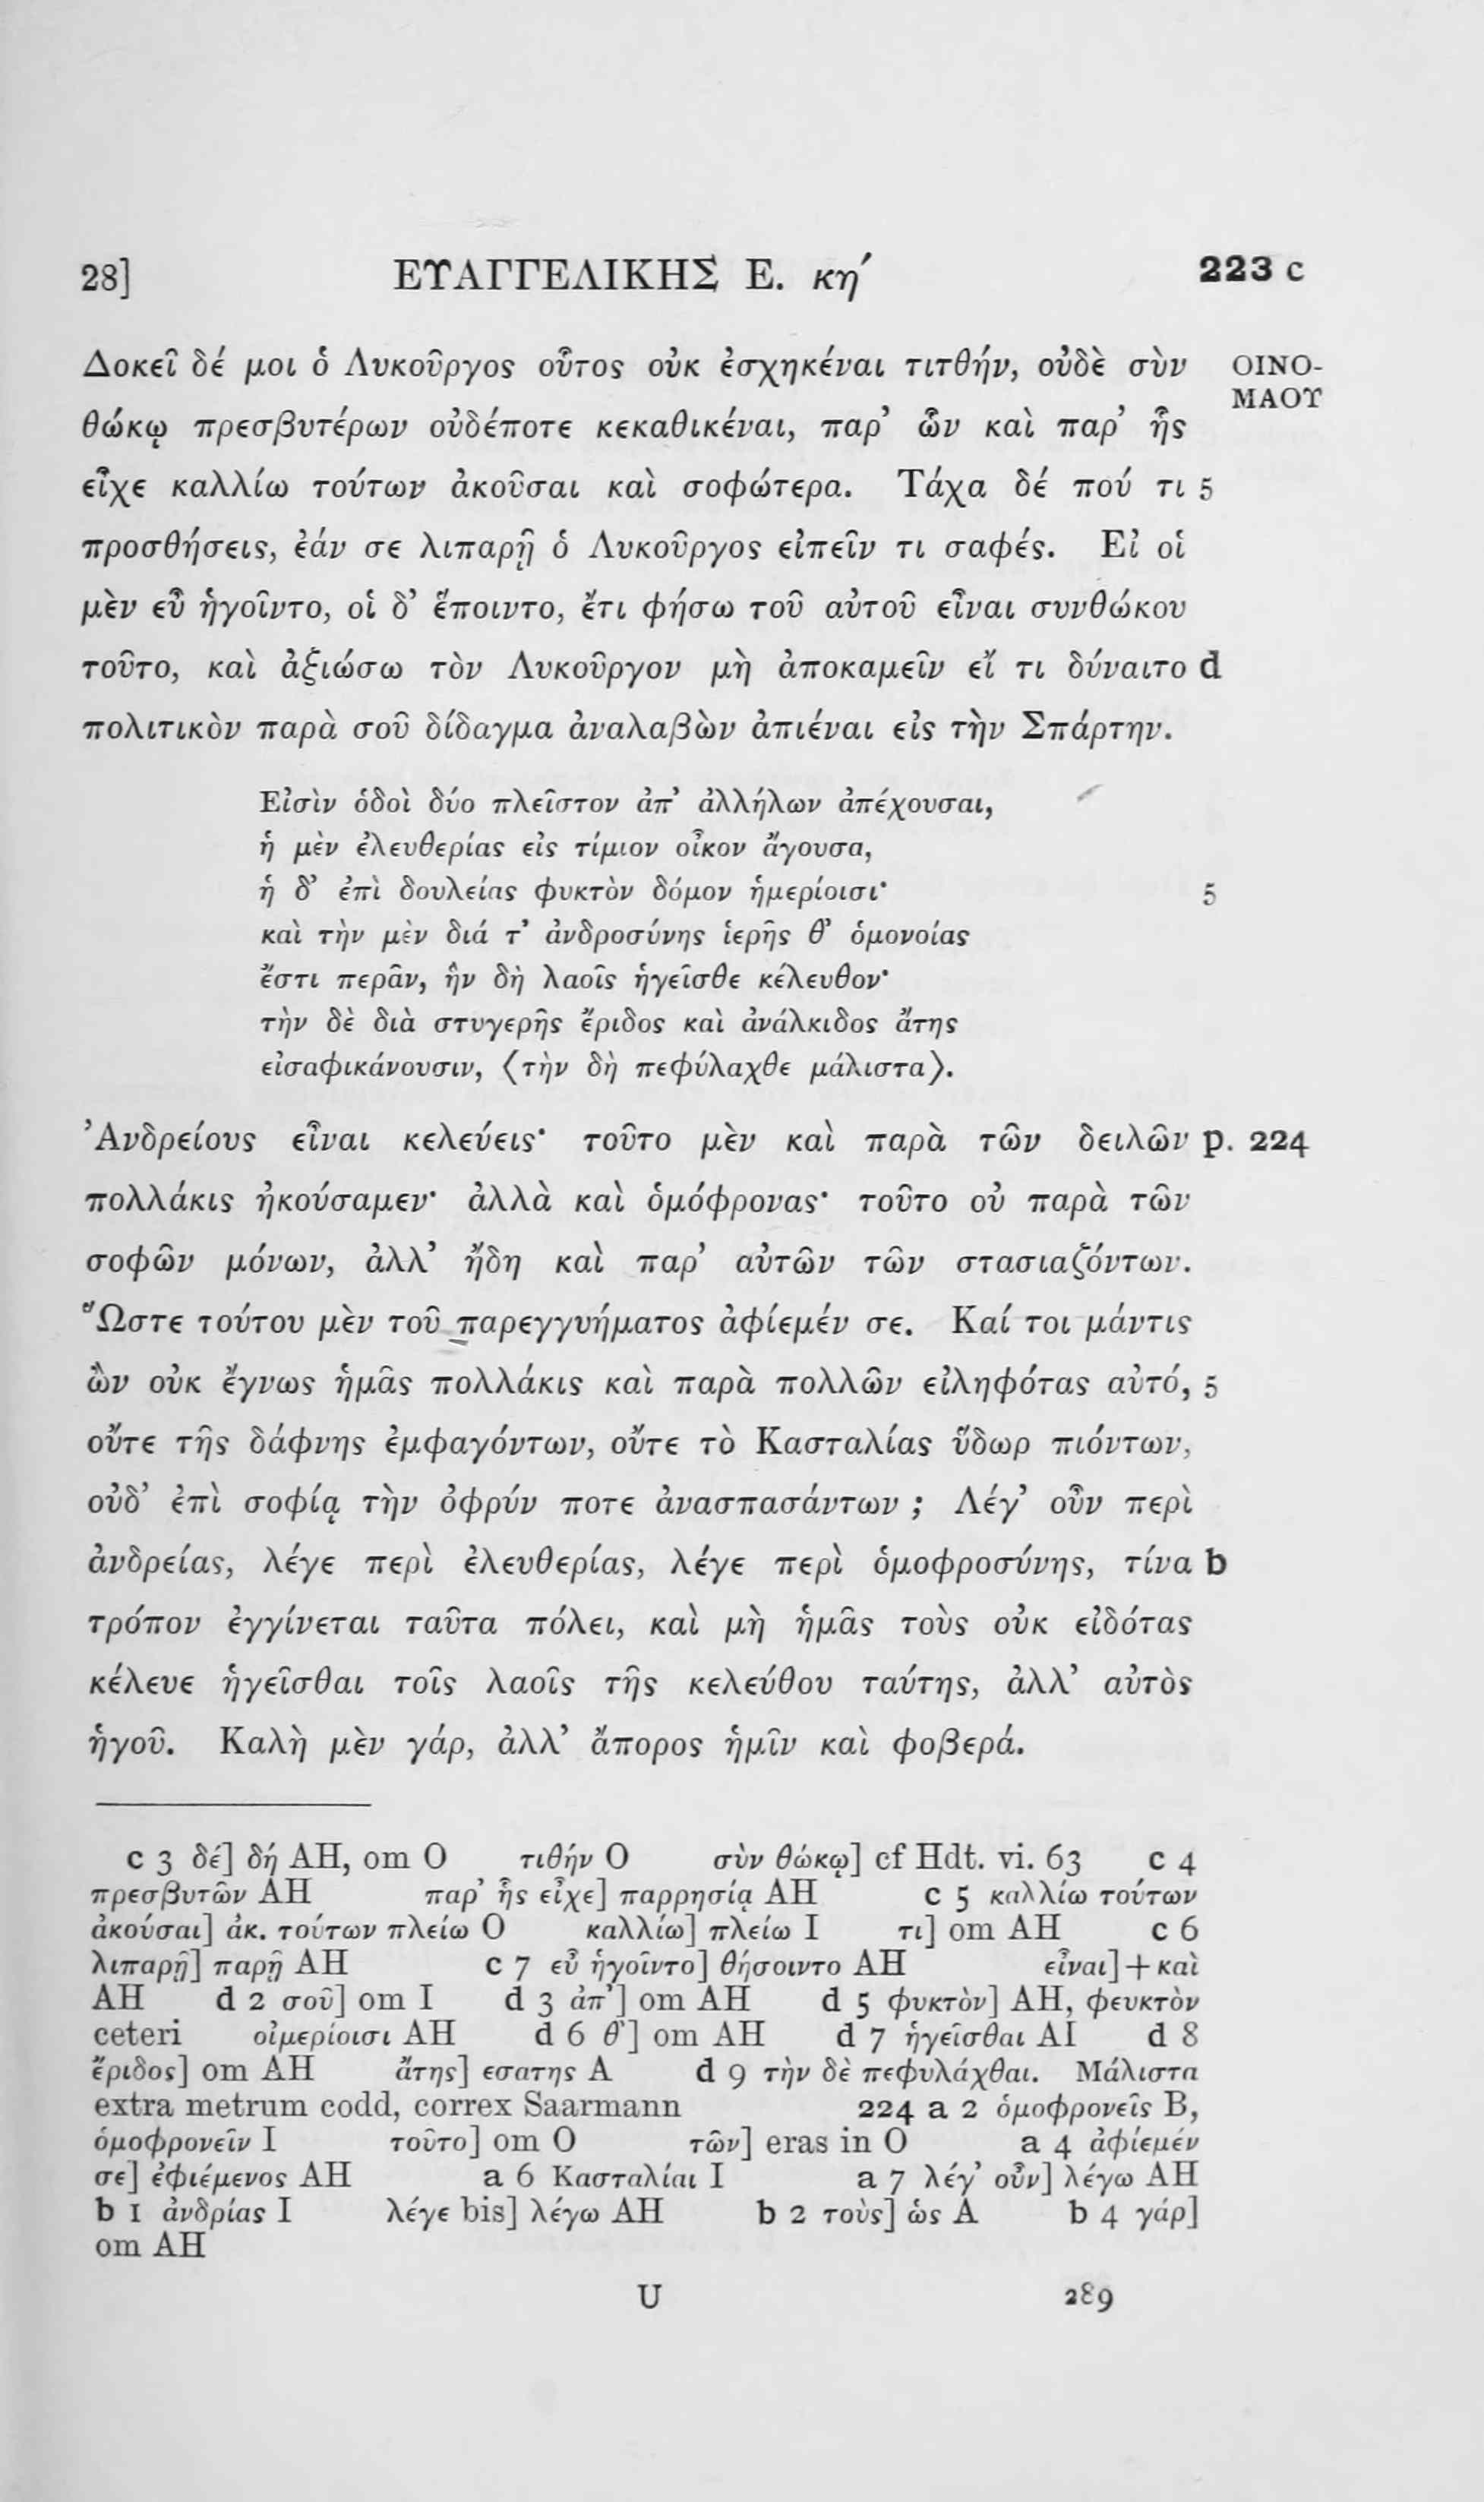 28] ΕΥΑΓΓΕΛΙΚΗΣ Ε. κη´ 223 c
Δοκεῖ δέ μοι ὁ Λυκοῦργος οὗτος οὐκ ἐσχηκέναι τιτθήν, οὐδὲ σὺν ΟΙΝΟ-
ΜΑΟΥ
θώκῳ πρεσβυτέρων οὐδέποτε κεκαθικέναι, παρ’ ὧν καὶ παρ’ ἧς
εἶχε καλλίω τούτων ἀκοῦσαι καὶ σοφώτερα. Τάχα δέ πού τι 5
προσθήσεις, ἐάν σε λιπαρῇ ὁ Λυκοῦργος εἰπεῖν τι σαφές. Εἰ οἱ
μὲν εὖ ἡγοῖντο, οἱ δ’ ἕποιντο, ἔτι φήσω τοῦ αὐτοῦ εἶναι συνθώκου
τοῦτο, καὶ ἀξιώσω τὸν Λυκοῦργον μὴ ἀποκαμεῖν εἴ τι δύναιτο d
πολιτικὸν παρὰ σοῦ δίδαγμα ἀναλαβὼν ἀπιέναι εἰς τὴν Σπάρτην.
Εἰσὶν ὁδοὶ δύο πλεῖστον ἀπ’ ἀλλήλων ἀπέχουσαι,
ἡ μὲν ἐλευθερίας εἰς τίμιον οἶκον ἄγουσα,
ἡ δ’ ἐπὶ δουλείας φυκτὸν δόμον ἡμερίοισι· 5
καὶ τὴν μὲν διά τ’ ἀνδροσύνης ἱερῆς θ’ ὁμονοίας
ἔστι περᾶν, ἣν δὴ λαοῖς ἡγεῖσθε κέλευθον·
τὴν δὲ διὰ στυγερῆς ἔριδος καὶ ἀνάλκιδος ἄτης
εἰσαφικάνουσιν, ⟨τὴν δὴ πεφύλαχθε μάλιστα⟩.
Ἀνδρείους εἶναι κελεύεις· τοῦτο μὲν καὶ παρὰ τῶν δειλῶν p. 224
πολλάκις ἠκούσαμεν· ἀλλὰ καὶ ὁμόφρονας· τοῦτο οὐ παρὰ τῶν
σοφῶν μόνων, ἀλλ’ ἤδη καὶ παρ’ αὐτῶν τῶν στασιαζόντων.
Ὥστε τούτου μὲν τοῦ παρεγγυήματος ἀφίεμέν σε. Καί τοι μάντις
ὢν οὐκ ἔγνως ἡμᾶς πολλάκις καὶ παρὰ πολλῶν εἰληφότας αὐτό, 5
οὔτε τῆς δάφνης ἐμφαγόντων, οὔτε τὸ Κασταλίας ὕδωρ πιόντων,
οὐδ’ ἐπὶ σοφίᾳ τὴν ὀφρύν ποτε ἀνασπασάντων ; Λέγ’ οὖν περὶ
ἀνδρείας, λέγε περὶ ἐλευθερίας, λέγε περὶ ὁμοφροσύνης, τίνα b
τρόπον ἐγγίνεται ταῦτα πόλει, καὶ μὴ ἡμᾶς τοὺς οὐκ εἰδότας
κέλευε ἡγεῖσθαι τοῖς λαοῖς τῆς κελεύθου ταύτης, ἀλλ’ αὐτὸς
ἡγοῦ. Καλὴ μὲν γάρ, ἀλλ’ ἄπορος ἡμῖν καὶ φοβερά.
c 3 δέ] δή AH, om O τιθήν O σὺν θώκῳ] cf Hdt. vi. 63 c 4
πρεσβυτῶν AH παρ’ ἧς εἶχε] παρρησίᾳ AH c 5 καλλίω τούτων
ἀκούσαι] ἀκ. τούτων πλείω O καλλίω] πλείω I τι] om AH c 6
λιπαρῇ] παρῇ AH c 7 εὖ ἡγοῖντο] θήσοιντο AH εἶναι]+καὶ
AH d 2 σοῦ] om I d 3 ἀπ’] om AH d 5 φυκτὸν] AH, φευκτὸν
ceteri οἰμερίοισι AH d 6 θ’] om AH d 7 ἡγεῖσθαι AI d 8
ἔριδος] om AH ἄτης] εσατης A d 9 τὴν δὲ πεφυλάχθαι. Μάλιστα
extra metrum codd, correx Saarmann 224 a 2 ὁμοφρονεῖς B,
ὁμοφρονεῖν I τοῦτο] om O τῶν] eras in O a 4 ἀφίεμέν
σε] ἐφιέμενος AH a 6 Κασταλίαι I a 7 λέγ’ οὖν] λέγω AH
b 1 ἀνδρίας I λέγε bis] λέγω AH b 2 τοὺς] ὡς A b 4 γάρ]
om AH
U 289